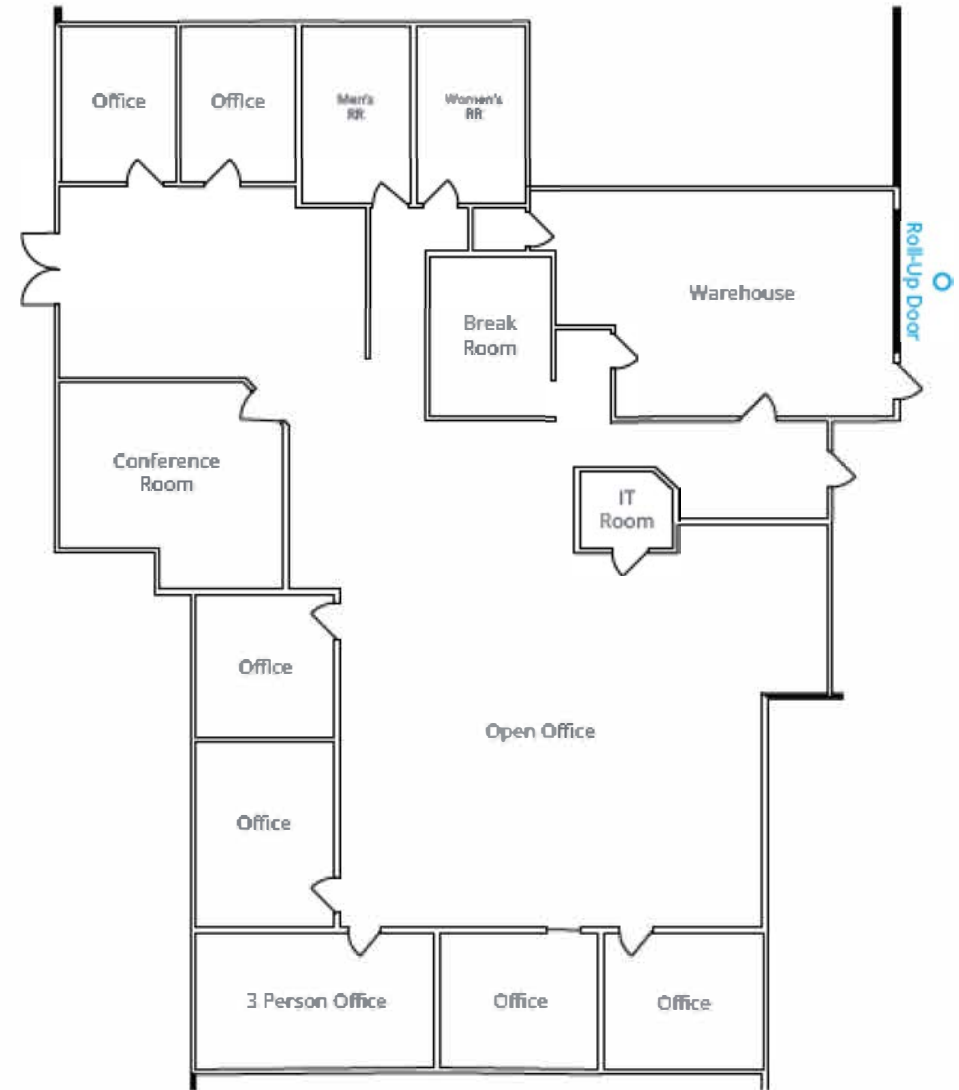 Office
Office
Men's
RR
Women's
RR
Roll-Up Door
Warehouse
Break
Room
Conference
Room
IT
Room
Office
Open Office
Office
3 Person Office
Office
Office